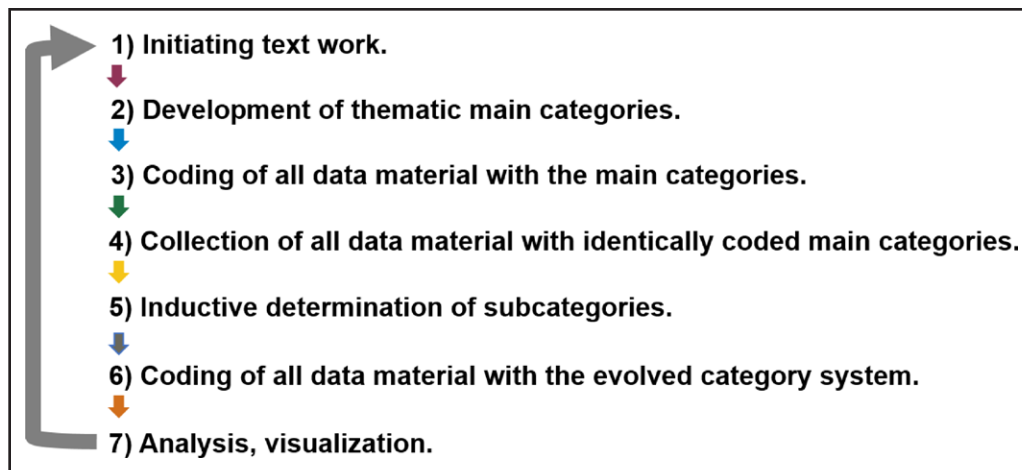 1) Initiating text work.
2) Development of thematic main categories.
3) Coding of all data material with the main categories.
4) Collection of all data material with identically coded main categories.
5) Inductive determination of subcategories.
6) Coding of all data material with the evolved category system.
7) Analysis, visualization.